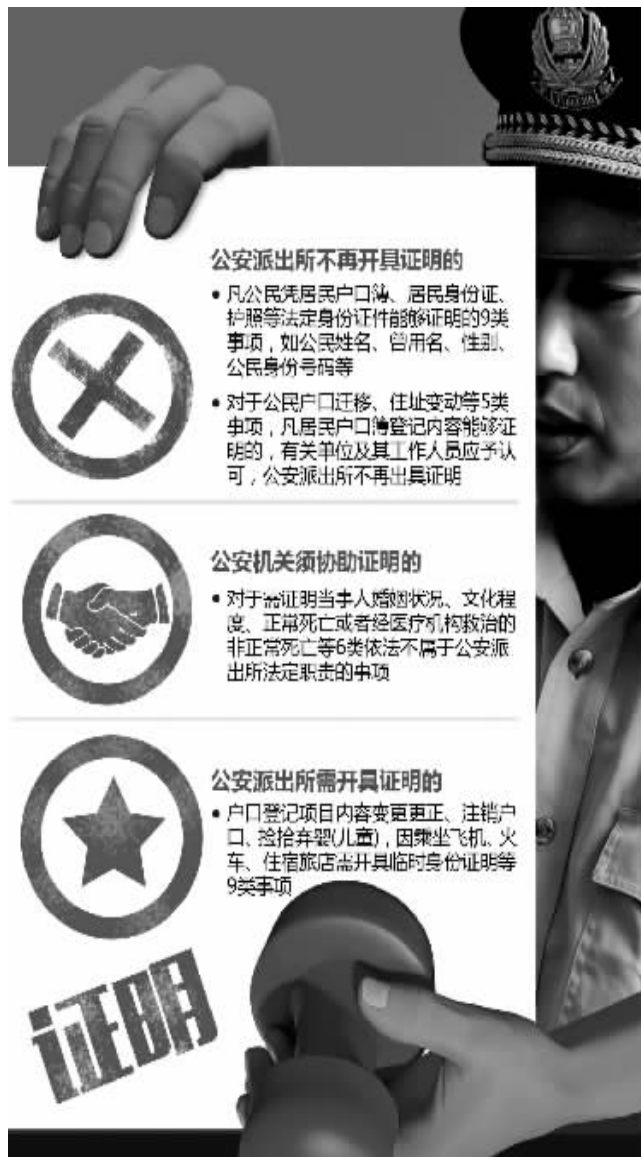 公安派出所不再开具证明的
• 凡公民凭居民户口簿、居民身份证、
护照等法定身份证件能够证明的9类
事项，如公民姓名、曾用名、性别、
公民身份号码等
• 对于公民户口迁移、住址变动等5类
事项，凡居民户口簿登记内容能够证
明的，有关单位及其工作人员应予认
可，公安派出所不再出具证明
公安机关须协助证明的
• 对于需证明当事人婚姻状况、文化程
度、正常死亡或者经医疗机构救治的
非正常死亡等6类依法不属于公安派
出所法定职责的事项
公安派出所需开具证明的
• 户口登记项目内容变更更正、注销户
口、捡拾弃婴(儿童)，因乘坐飞机、火
车、住宿旅店需开具临时身份证明等
9类事项
证明